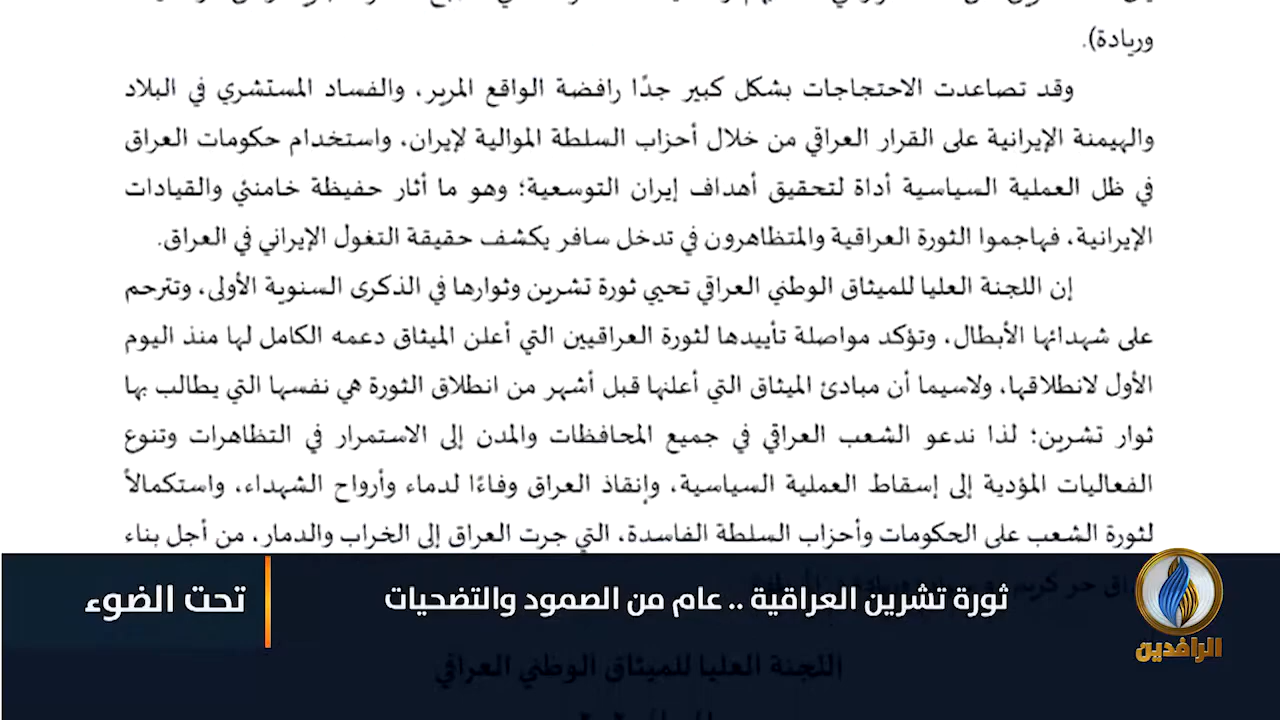 وريادة).
وقد تصاعدت الاحتجاجات بشكل كبير جدًا رافضة الواقع المرير، والفساد المستشري في البلاد
والهيمنة الإيرانية على القرار العراقي من خلال أحزاب السلطة الموالية لإيران، واستخدام حكومات العراق
في ظل العملية السياسية أداة لتحقيق أهداف إيران التوسعية؛ وهو ما أثار حفيظة خامنئي والقيادات
الإيرانية، فهاجموا الثورة العراقية والمتظاهرون في تدخل سافر يكشف حقيقة التغول الإيراني في العراق.
إن اللجنة العليا للميثاق الوطني العراقي تحيي ثورة تشرين وثوارها في الذكرى السنوية الأولى، وتترحم
على شهدائها الأبطال، وتؤكد مواصلة تأييدها لثورة العراقيين التي أعلن الميثاق دعمه الكامل لها منذ اليوم
الأول لانطلاقها، ولاسيما أن مبادئ الميثاق التي أعلنها قبل أشهر من انطلاق الثورة هي نفسها التي يطالب بها
ثوار تشرين؛ لذا ندعو الشعب العراقي في جميع المحافظات والمدن إلى الاستمرار في التظاهرات وتنوع
الفعاليات المؤدية إلى إسقاط العملية السياسية، وإنقاذ العراق وفاءًا لدماء وأرواح الشهداء، واستكمالاً
لثورة الشعب على الحكومات وأحزاب السلطة الفاسدة، التي جرت العراق إلى الخراب والدمار، من أجل بناء
حر كريم
ثورة تشرين العراقية .. عام من الصمود والتضحيات
تحت الضوء
الرافدين
اللجنة العليا للميثاق الوطني العراقي